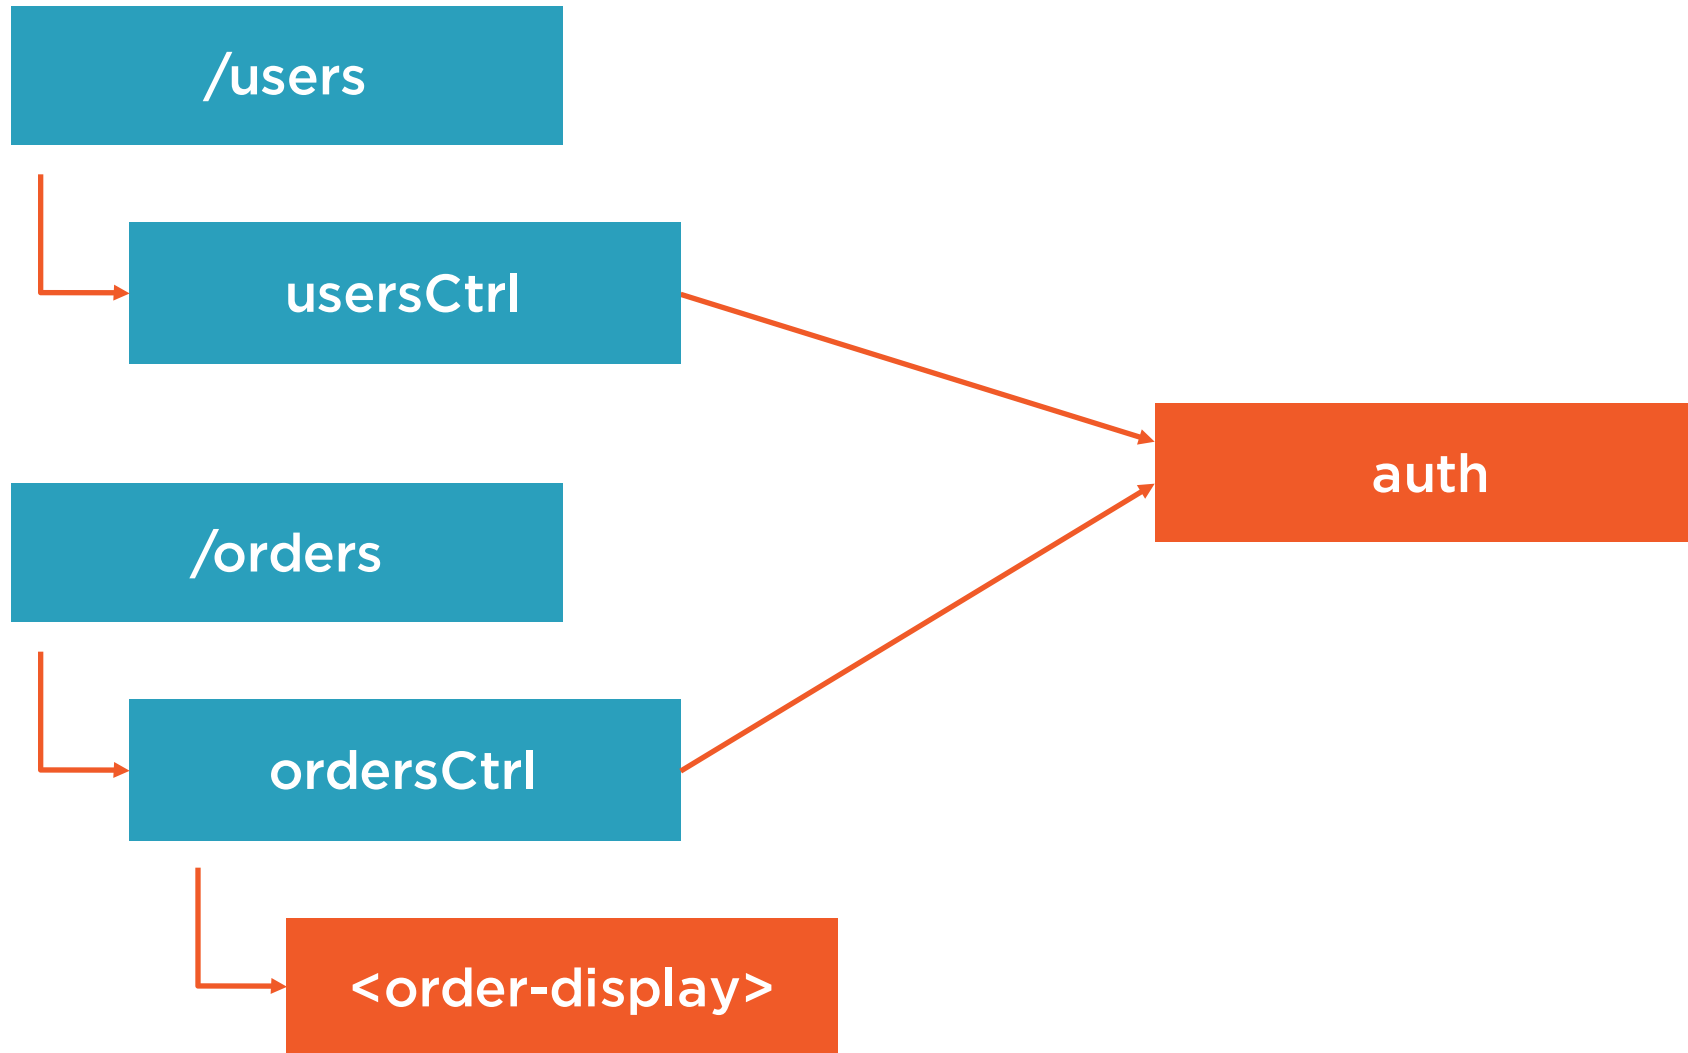 /users
usersCtrl
auth
/orders
ordersCtrl
<order-display>